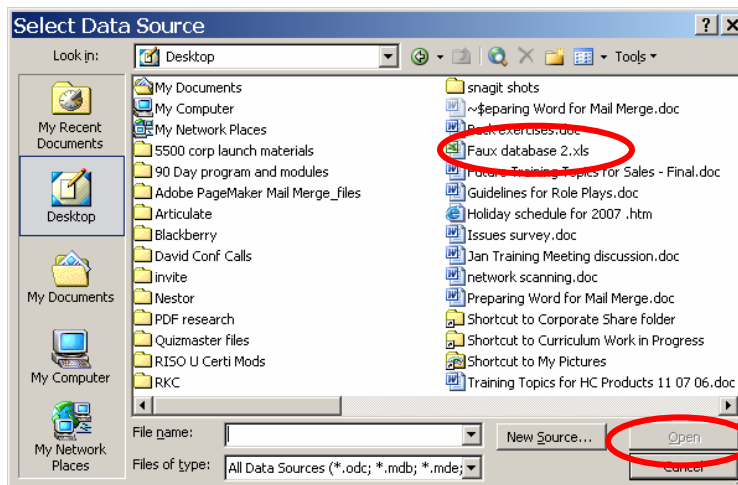 Select Data Source
Look in: Desktop Tools
My Recent Documents
Desktop
My Documents
My Computer
My Network Places
My Documents
My Computer
My Network Places
5500 corp launch materials
90 Day program and modules
Adobe PageMaker Mail Merge_files
Articulate
Blackberry
David Conf Calls
invite
Nestor
PDF research
Quizmaster files
RISO U Certi Mods
RKC
snagit shots
~$eparing Word for Mail Merge.doc
Pack exercises.doc
Faux database 2.xls
Future Training Topics for Sales - Final.doc
Guidelines for Role Plays.doc
Holiday schedule for 2007 .htm
Issues survey.doc
Jan Training Meeting discussion.doc
network scanning.doc
Preparing Word for Mail Merge.doc
Shortcut to Corporate Share folder
Shortcut to Curriculum Work in Progress
Shortcut to My Pictures
Training Topics for HC Products 11 07 06.doc
File name: New Source... Open
Files of type: All Data Sources (*.odc; *.mdb; *.mde; Cancel